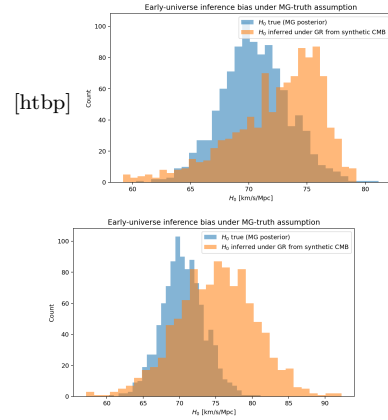 Early-universe inference bias under MG-truth assumption
H₀ true (MG posterior)
H₀ inferred under GR from synthetic CMB
100
80
60
40
20
0
Count
60
65
70
75
80
H₀ [km/s/Mpc]
[htbp]
Early-universe inference bias under MG-truth assumption
H₀ true (MG posterior)
H₀ inferred under GR from synthetic CMB
100
80
60
40
20
0
Count
60
65
70
75
80
85
90
H₀ [km/s/Mpc]